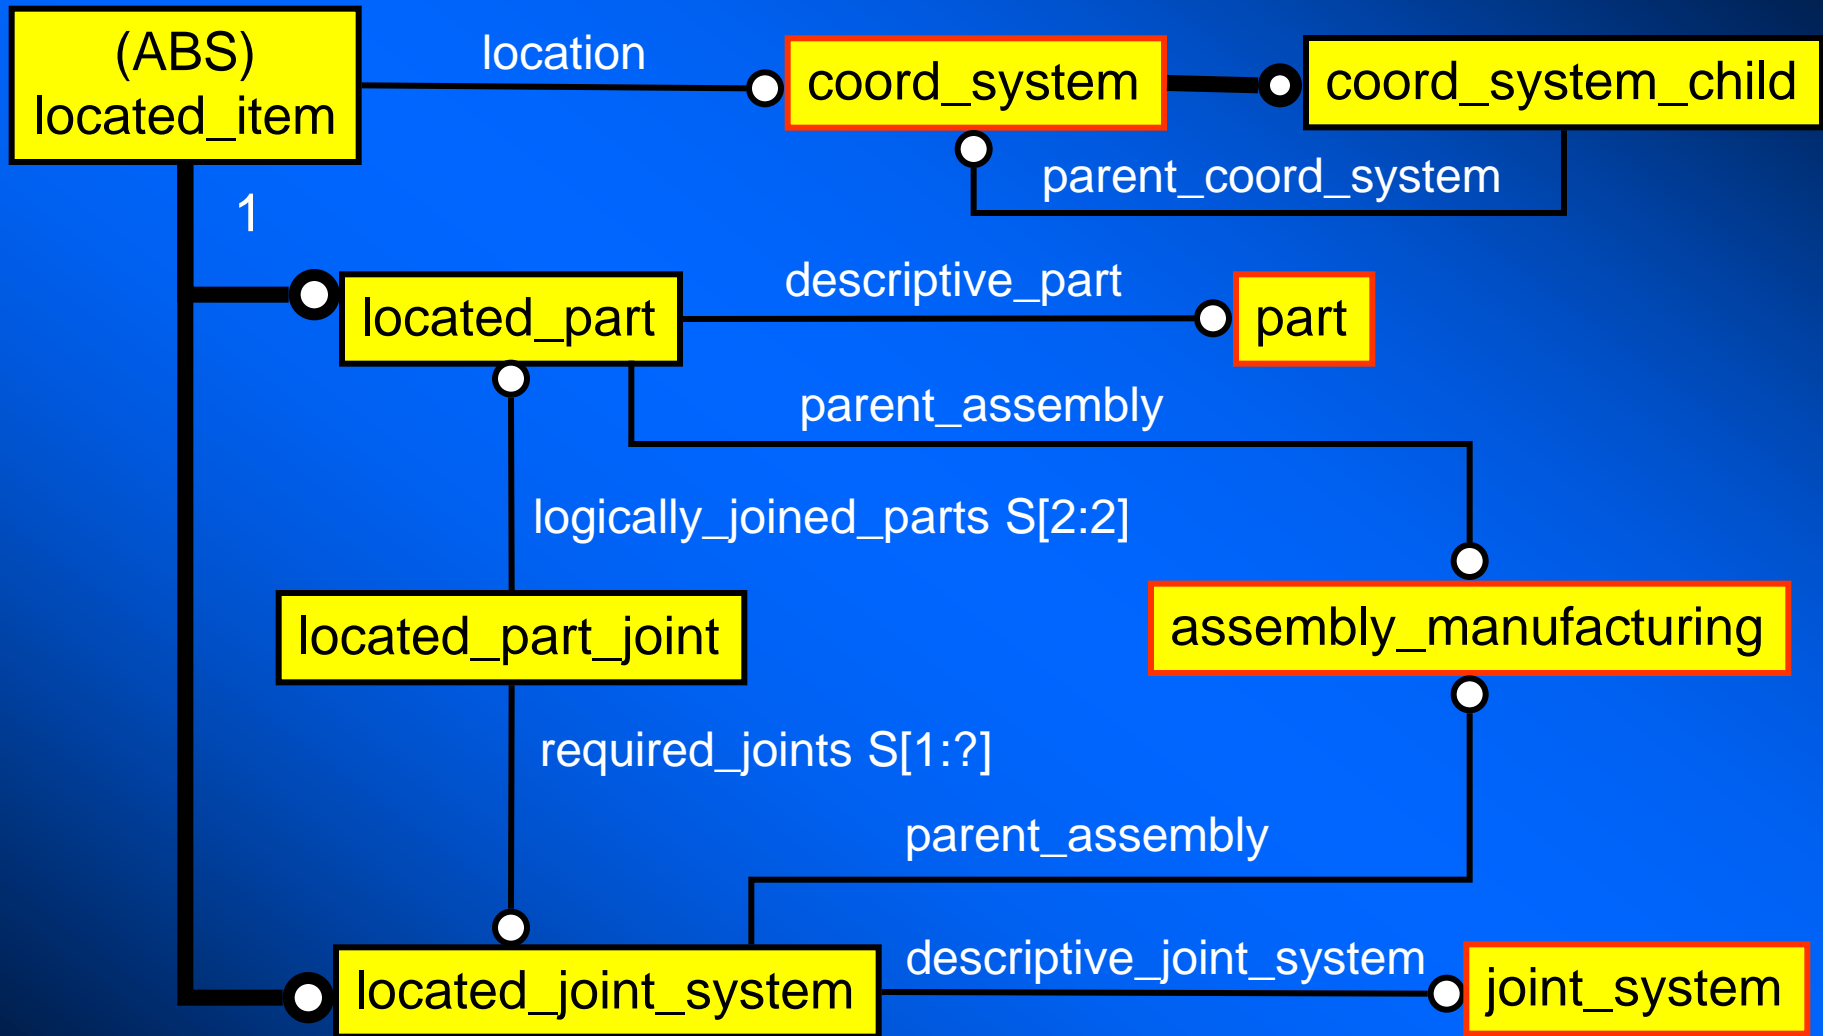 (ABS)
located_item
location
coord_system
coord_system_child
parent_coord_system
1
located_part
descriptive_part
part
parent_assembly
logically_joined_parts S[2:2]
located_part_joint
assembly_manufacturing
required_joints S[1:?]
parent_assembly
located_joint_system
descriptive_joint_system
joint_system